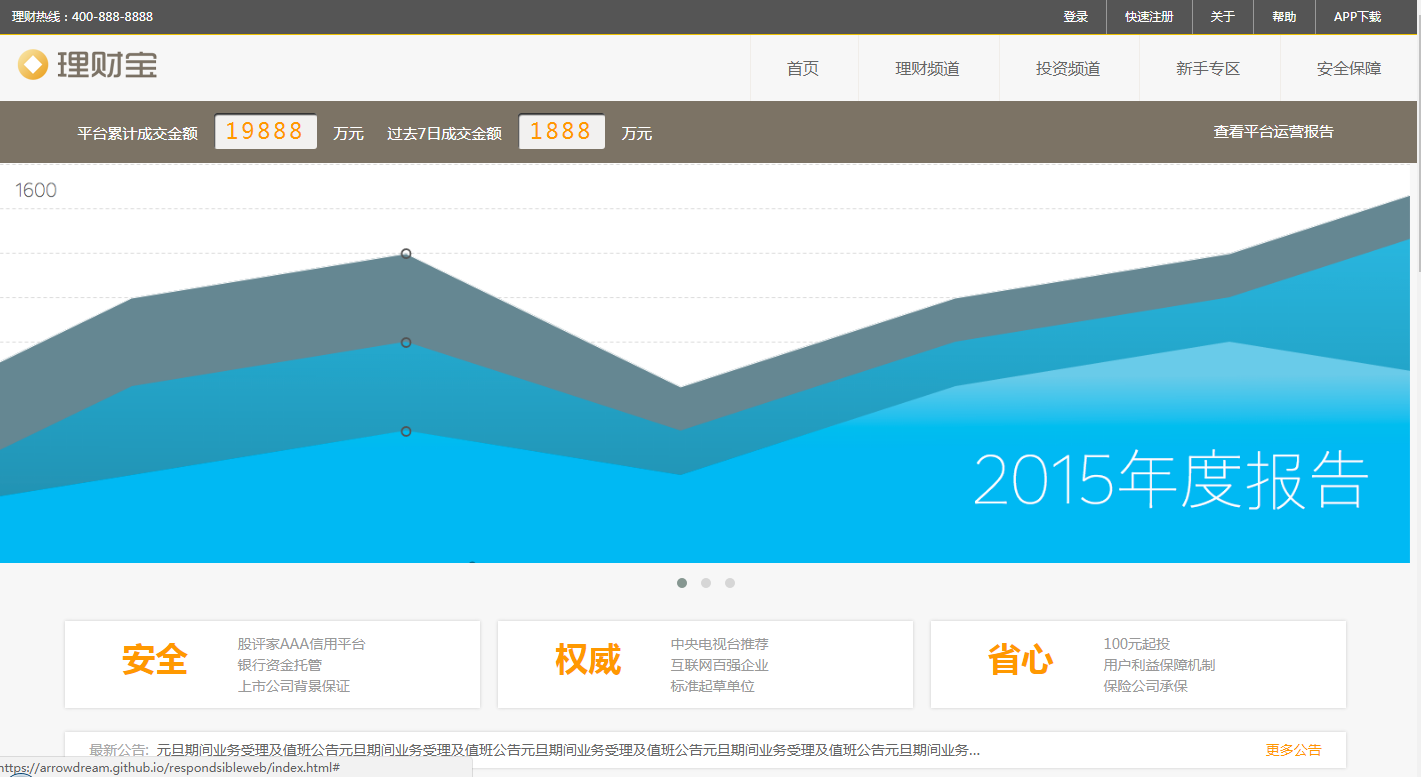 理财热线：400-888-8888 登录 快速注册 关于 帮助 APP下载
理财宝 首页 理财频道 投资频道 新手专区 安全保障
平台累计成交金额 19888 万元 过去7日成交金额 1888 万元 查看平台运营报告
1600
2015年度报告
安全
股评家AAA信用平台
银行资金托管
上市公司背景保证
权威
中央电视台推荐
互联网百强企业
标准起草单位
省心
100元起投
用户利益保障机制
保险公司承保
最新公告: 元旦期间业务受理及值班公告元旦期间业务受理及值班公告元旦期间业务受理及值班公告元旦期间业务受理及值班公告元旦期间业务... 更多公告
https://arrowdream.github.io/respondsibleweb/index.html#